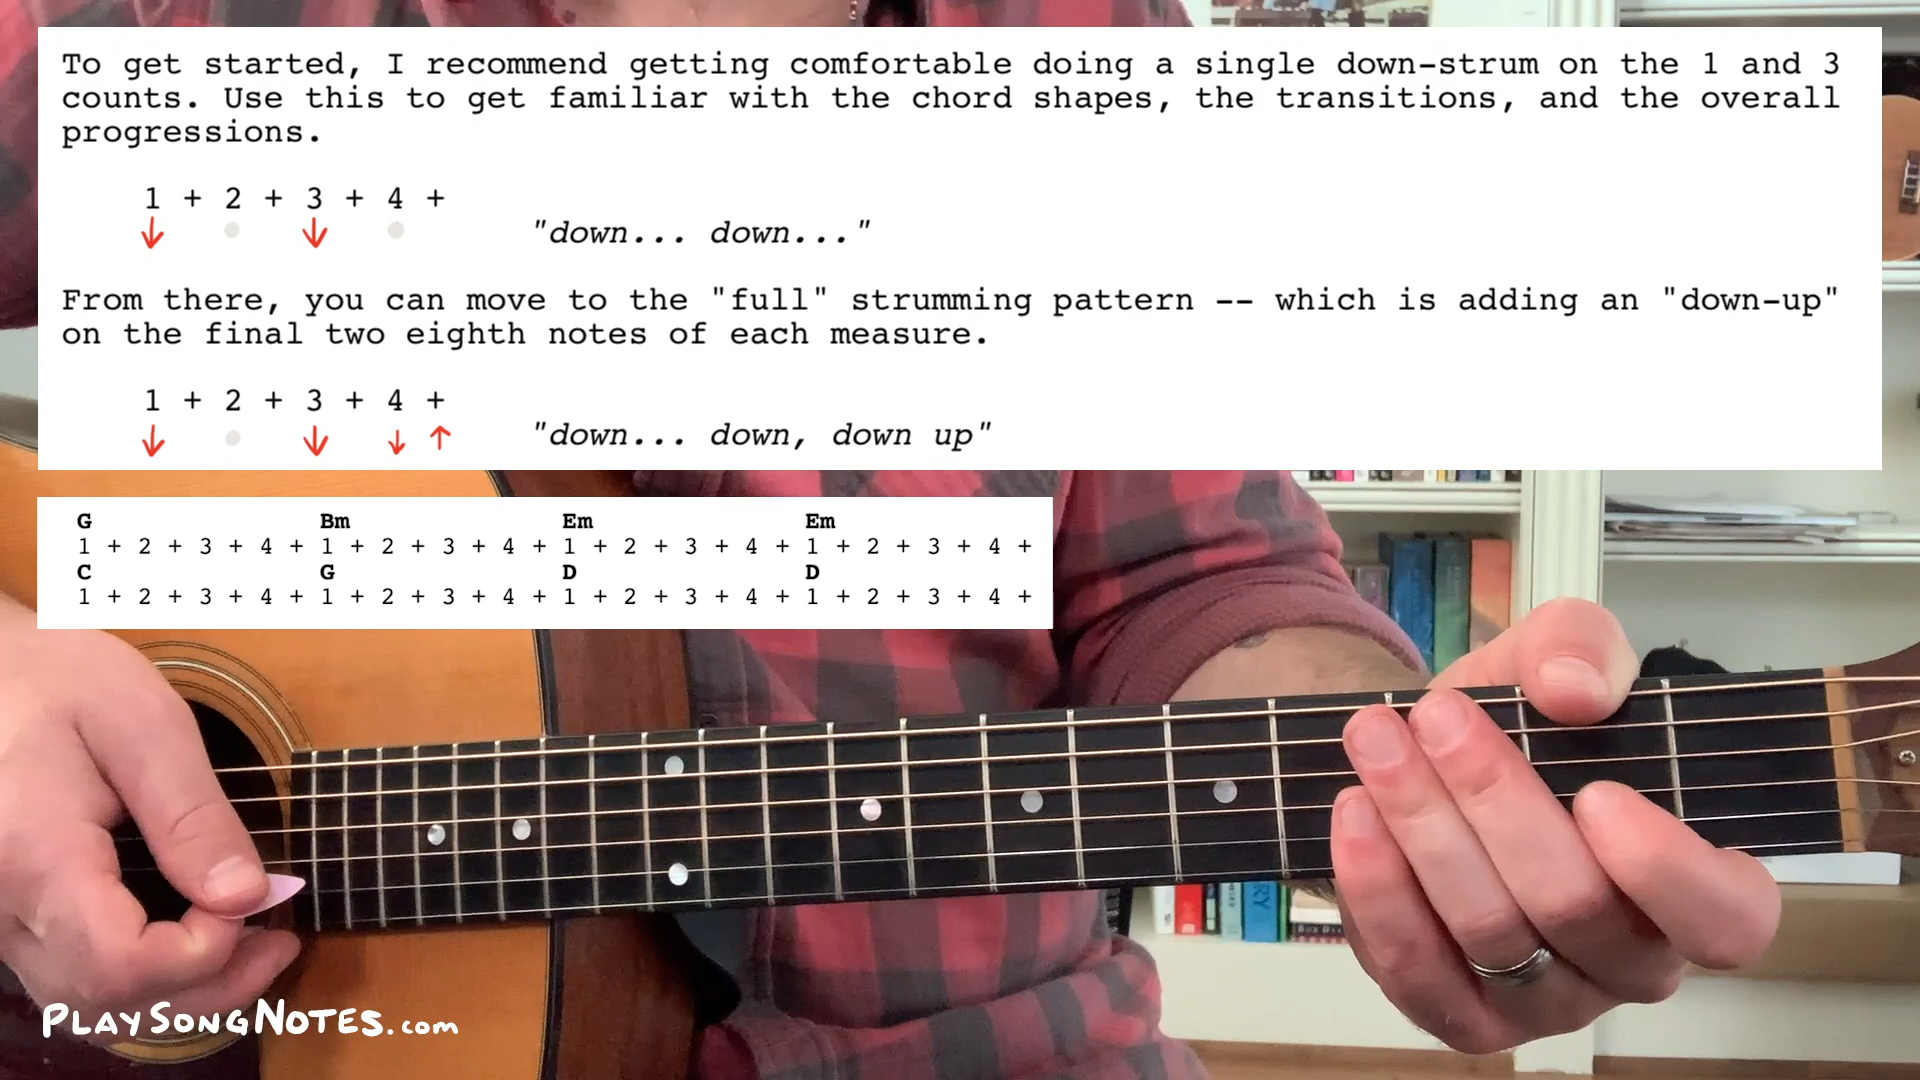 To get started, I recommend getting comfortable doing a single down-strum on the 1 and 3
counts. Use this to get familiar with the chord shapes, the transitions, and the overall
progressions.
1 + 2 + 3 + 4 +
↓ ↓ "down... down..."
From there, you can move to the "full" strumming pattern -- which is adding an "down-up"
on the final two eighth notes of each measure.
1 + 2 + 3 + 4 +
↓ ↓ ↓ ↑ "down... down, down up"
G Bm Em Em
1 + 2 + 3 + 4 + 1 + 2 + 3 + 4 + 1 + 2 + 3 + 4 + 1 + 2 + 3 + 4 +
C G D D
1 + 2 + 3 + 4 + 1 + 2 + 3 + 4 + 1 + 2 + 3 + 4 + 1 + 2 + 3 + 4 +
PLAYSONGNOTES.com